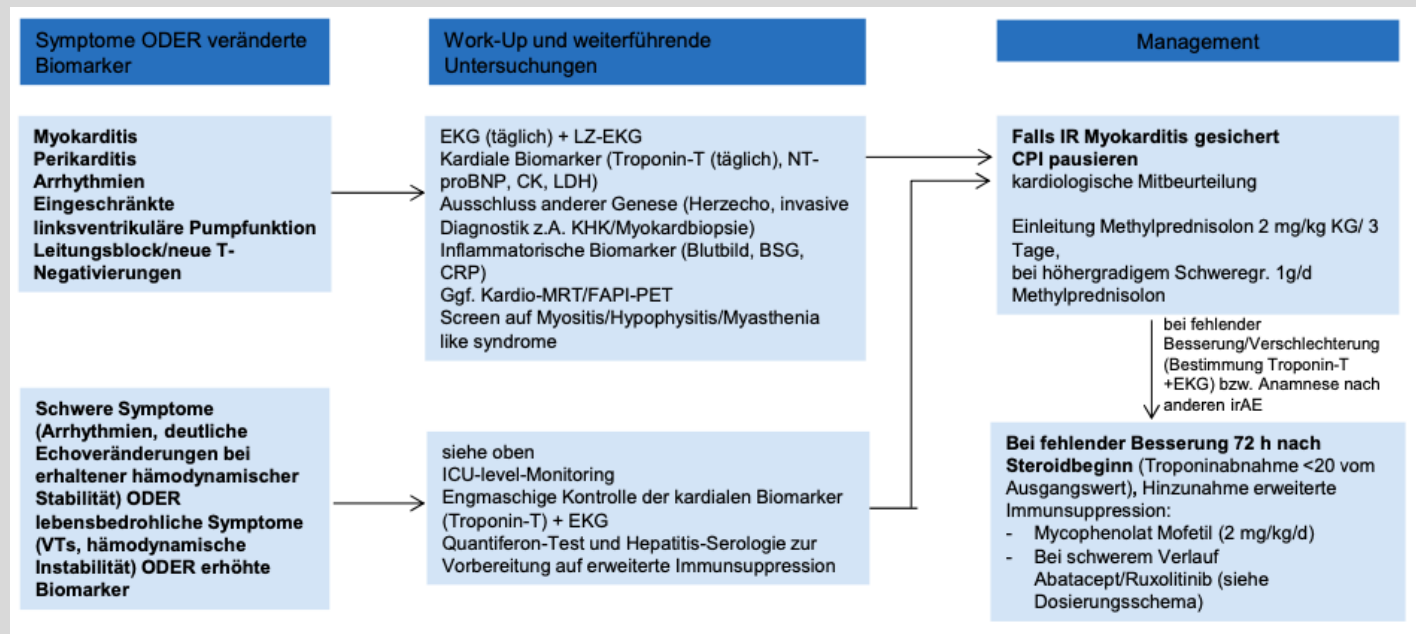 Symptome ODER veränderte
Biomarker
Work-Up und weiterführende
Untersuchungen
Management
Myokarditis
Perikarditis
Arrhythmien
Eingeschränkte
linksventrikuläre Pumpfunktion
Leitungsblock/neue T-
Negativierungen
EKG (täglich) + LZ-EKG
Kardiale Biomarker (Troponin-T (täglich), NT-
proBNP, CK, LDH)
Ausschluss anderer Genese (Herzecho, invasive
Diagnostik z.A. KHK/Myokardbiopsie)
Inflammatorische Biomarker (Blutbild, BSG,
CRP)
Ggf. Kardio-MRT/FAPI-PET
Screen auf Myositis/Hypophysitis/Myasthenia
like syndrome
Falls IR Myokarditis gesichert
CPI pausieren
kardiologische Mitbeurteilung
Einleitung Methylprednisolon 2 mg/kg KG/ 3
Tage,
bei höhergradigem Schweregr. 1g/d
Methylprednisolon
bei fehlender
Besserung/Verschlechterung
(Bestimmung Troponin-T
+EKG) bzw. Anamnese nach
anderen irAE
Schwere Symptome
(Arrhythmien, deutliche
Echoveränderungen bei
erhaltener hämodynamischer
Stabilität) ODER
lebensbedrohliche Symptome
(VTs, hämodynamische
Instabilität) ODER erhöhte
Biomarker
siehe oben
ICU-level-Monitoring
Engmaschige Kontrolle der kardialen Biomarker
(Troponin-T) + EKG
Quantiferon-Test und Hepatitis-Serologie zur
Vorbereitung auf erweiterte Immunsuppression
Bei fehlender Besserung 72 h nach
Steroidbeginn (Troponinabnahme <20 vom
Ausgangswert), Hinzunahme erweiterte
Immunsuppression:
- Mycophenolat Mofetil (2 mg/kg/d)
- Bei schwerem Verlauf
Abatacept/Ruxolitinib (siehe
Dosierungsschema)